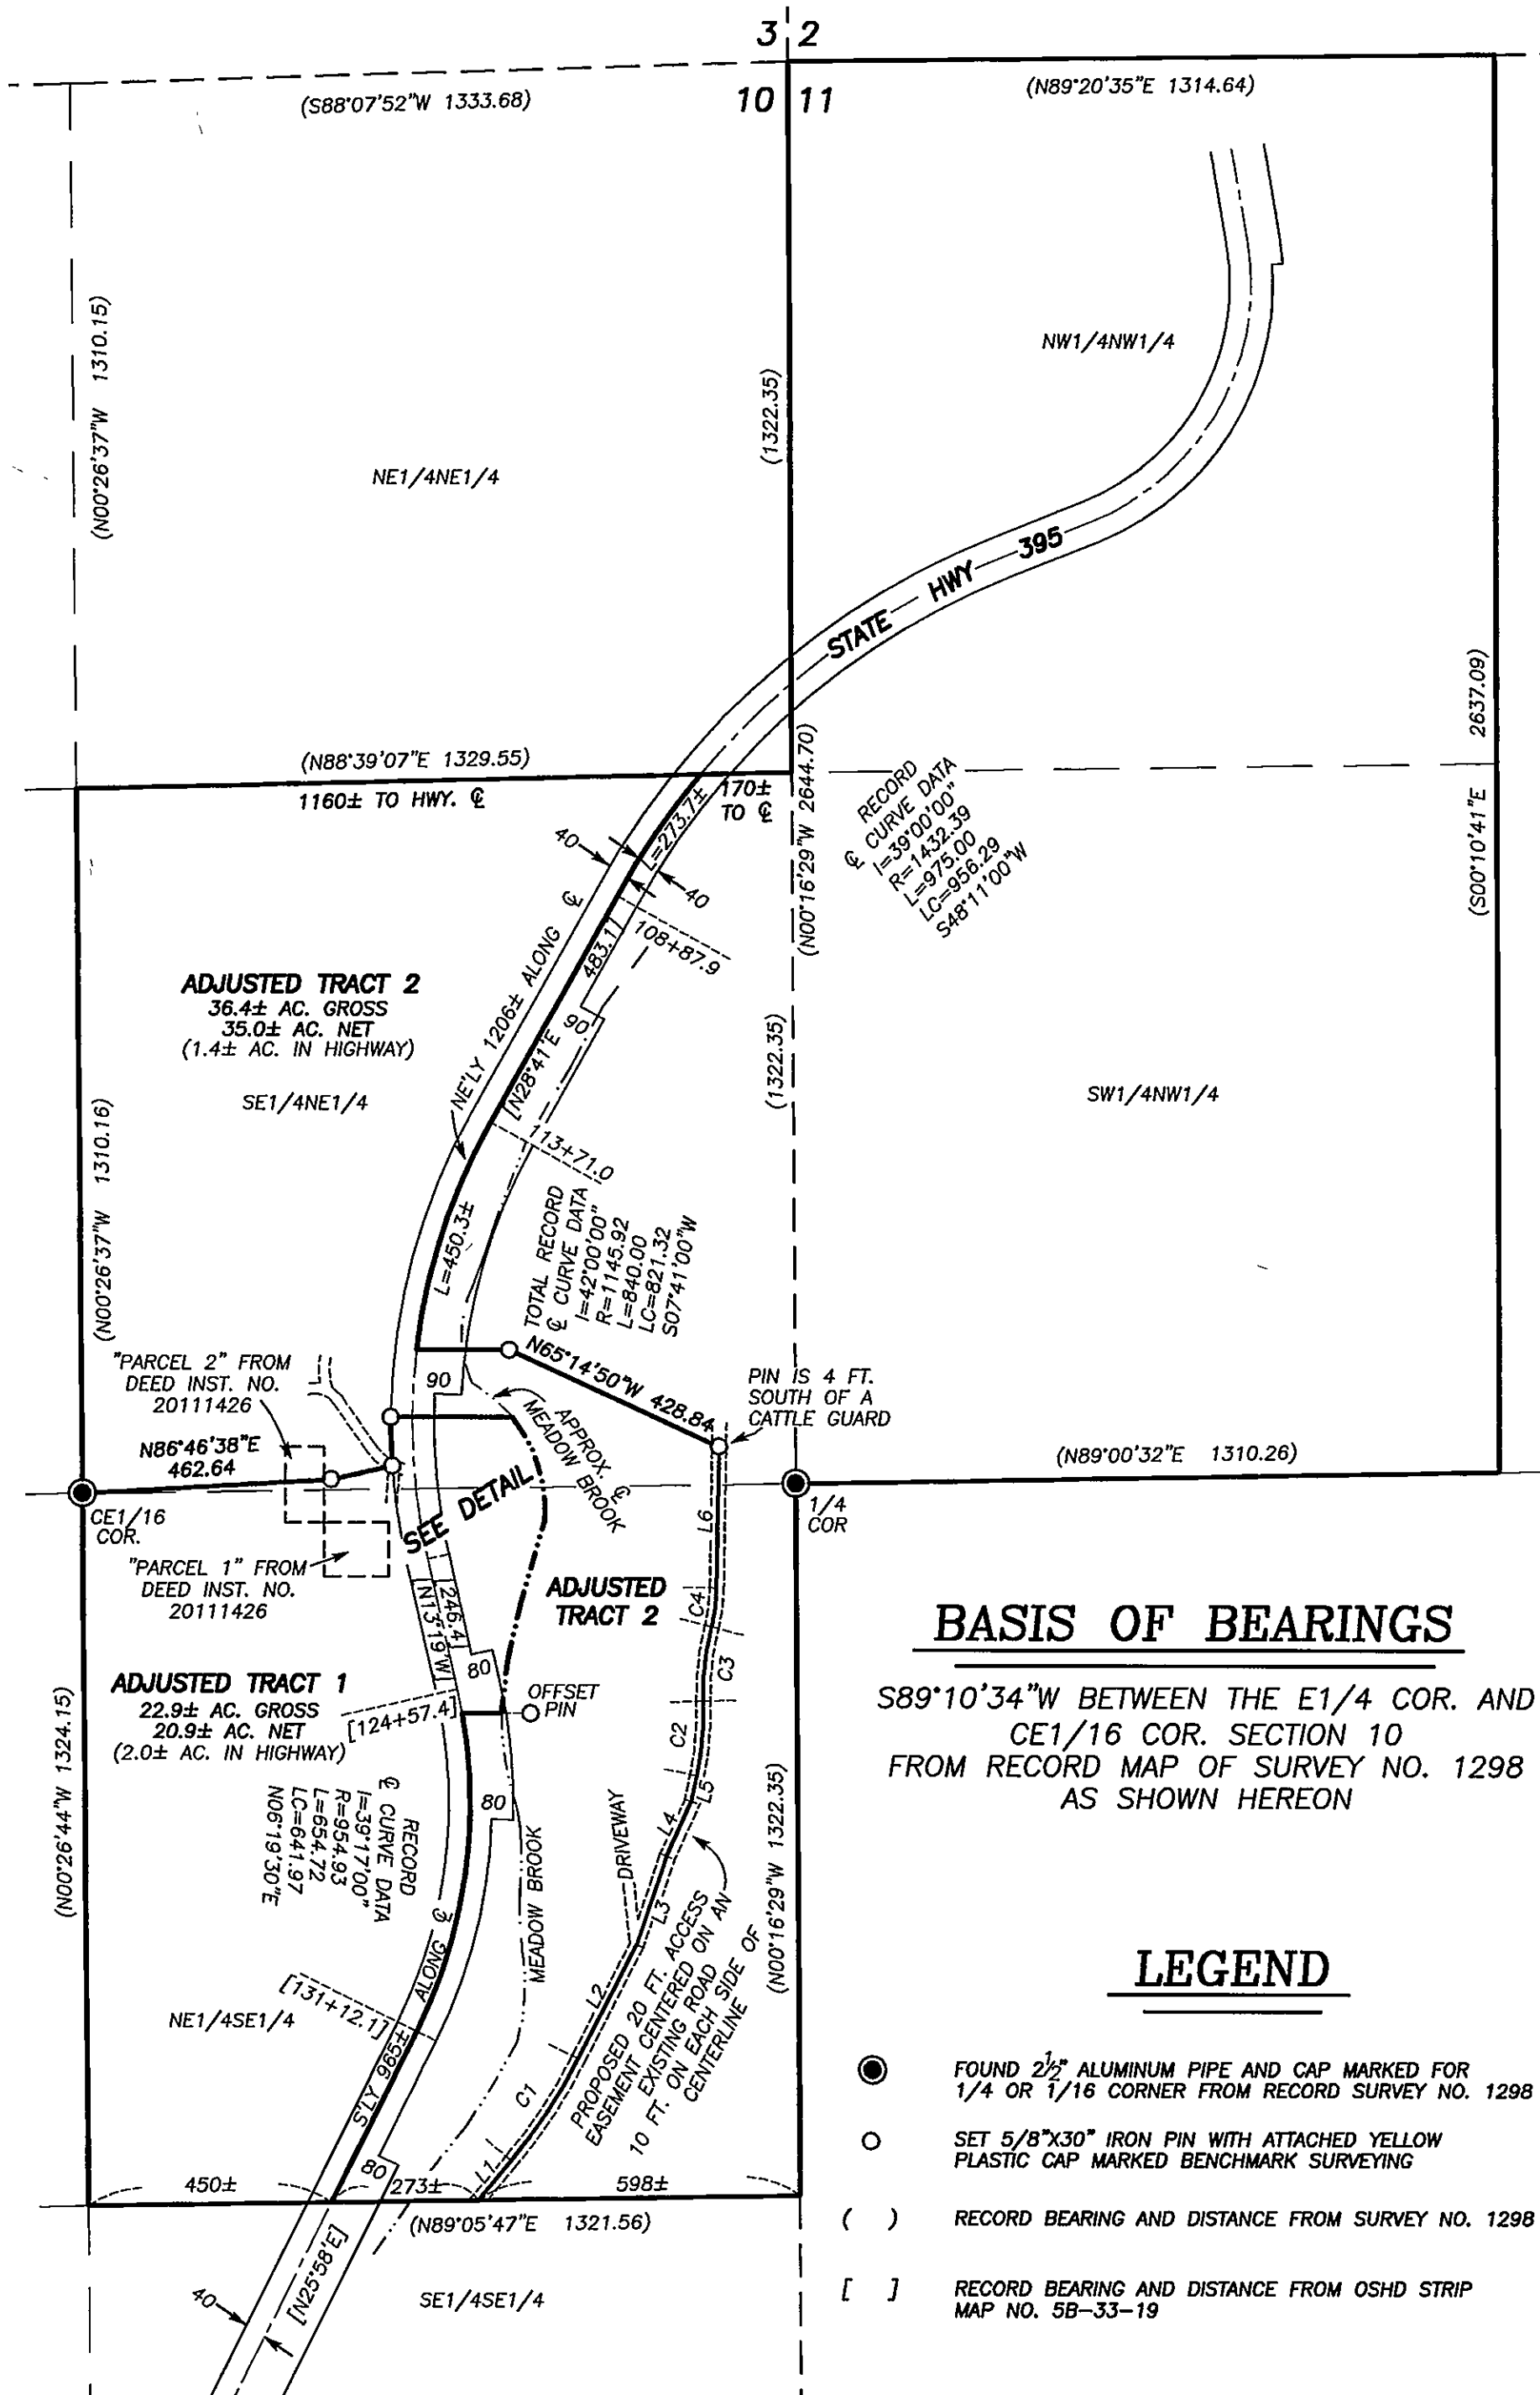 3 2
10 11
(S88°07'52"W 1333.68)
(N89°20'35"E 1314.64)
(N00°26'37"W 1310.15)
(1322.35)
NW1/4NW1/4
NE1/4NE1/4
STATE HWY 395
(S00°10'41"E 2637.09)
(N88°39'07"E 1329.55)
1160± TO HWY. ℄
170±
TO ℄
(N00°16'29"W 2644.70)
RECORD
℄ CURVE DATA
I=39°00'00"
R=1432.39
L=975.00
LC=956.29
S48°11'00"W
40
L=273.7±
40
108+87.9
483.1]
[N28°41'E
90
NE'LY 1206± ALONG ℄
ADJUSTED TRACT 2
36.4± AC. GROSS
35.0± AC. NET
(1.4± AC. IN HIGHWAY)
SE1/4NE1/4
(1322.35)
SW1/4NW1/4
(N00°26'37"W 1310.16)
113+71.0
L=450.3±
TOTAL RECORD
℄ CURVE DATA
I=42°00'00"
R=1145.92
L=840.00
LC=821.32
S07°41'00"W
N65°14'50"W 428.84
"PARCEL 2" FROM
DEED INST. NO.
20111426
90
PIN IS 4 FT.
SOUTH OF A
CATTLE GUARD
APPROX. ℄
MEADOW BROOK
N86°46'38"E
462.64
(N89°00'32"E 1310.26)
CE1/16
COR.
1/4
COR
SEE DETAIL
L6
"PARCEL 1" FROM
DEED INST. NO.
20111426
[N13°19'W
246.4]
ADJUSTED
TRACT 2
C4
C3
80
OFFSET
PIN
ADJUSTED TRACT 1
22.9± AC. GROSS
20.9± AC. NET
(2.0± AC. IN HIGHWAY)
[124+57.4]
C2
(N00°26'44"W 1324.15)
BASIS OF BEARINGS
S89°10'34"W BETWEEN THE E1/4 COR. AND
CE1/16 COR. SECTION 10
FROM RECORD MAP OF SURVEY NO. 1298
AS SHOWN HEREON
RECORD
℄ CURVE DATA
I=39°17'00"
R=954.93
L=654.72
LC=641.97
N06°19'30"E
80
L5
L4
DRIVEWAY
L3
MEADOW BROOK
(N00°16'29"W 1322.35)
S'LY 965± ALONG ℄
[131+12.1]
NE1/4SE1/4
L2
C1
PROPOSED 20 FT. ACCESS
EASEMENT CENTERED ON AN
EXISTING ROAD
10 FT. ON EACH SIDE OF
CENTERLINE
LEGEND
FOUND 2½" ALUMINUM PIPE AND CAP MARKED FOR
1/4 OR 1/16 CORNER FROM RECORD SURVEY NO. 1298
SET 5/8"X30" IRON PIN WITH ATTACHED YELLOW
PLASTIC CAP MARKED BENCHMARK SURVEYING
( ) RECORD BEARING AND DISTANCE FROM SURVEY NO. 1298
[ ] RECORD BEARING AND DISTANCE FROM OSHD STRIP
MAP NO. 5B-33-19
80
L1
450±
273±
598±
(N89°05'47"E 1321.56)
[N25°58'E]
40
SE1/4SE1/4